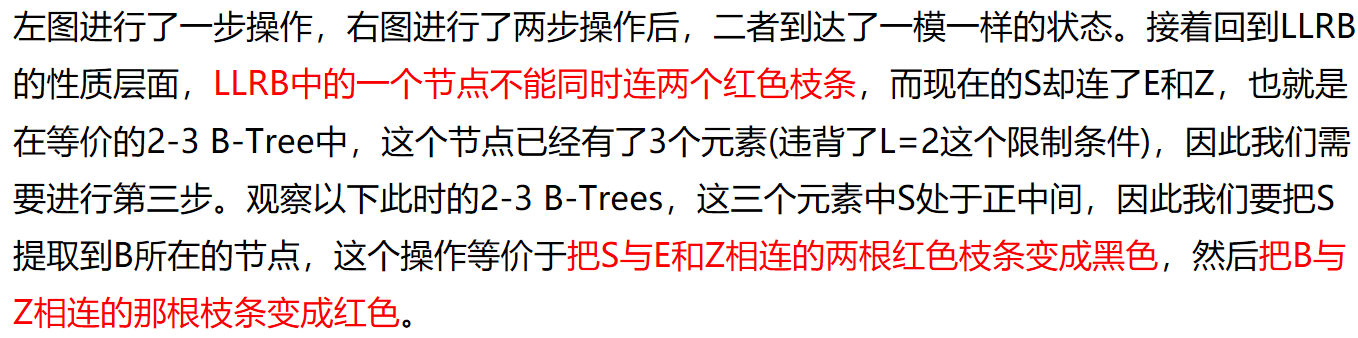 左图进行了一步操作，右图进行了两步操作后，二者到达了一模一样的状态。接着回到LLRB
的性质层面，LLRB中的一个节点不能同时连两个红色枝条，而现在的S却连了E和Z，也就是
在等价的2-3 B-Tree中，这个节点已经有了3个元素(违背了L=2这个限制条件)，因此我们需
要进行第三步。观察以下此时的2-3 B-Trees，这三个元素中S处于正中间，因此我们要把S
提取到B所在的节点，这个操作等价于把S与E和Z相连的两根红色枝条变成黑色，然后把B与
Z相连的那根枝条变成红色。